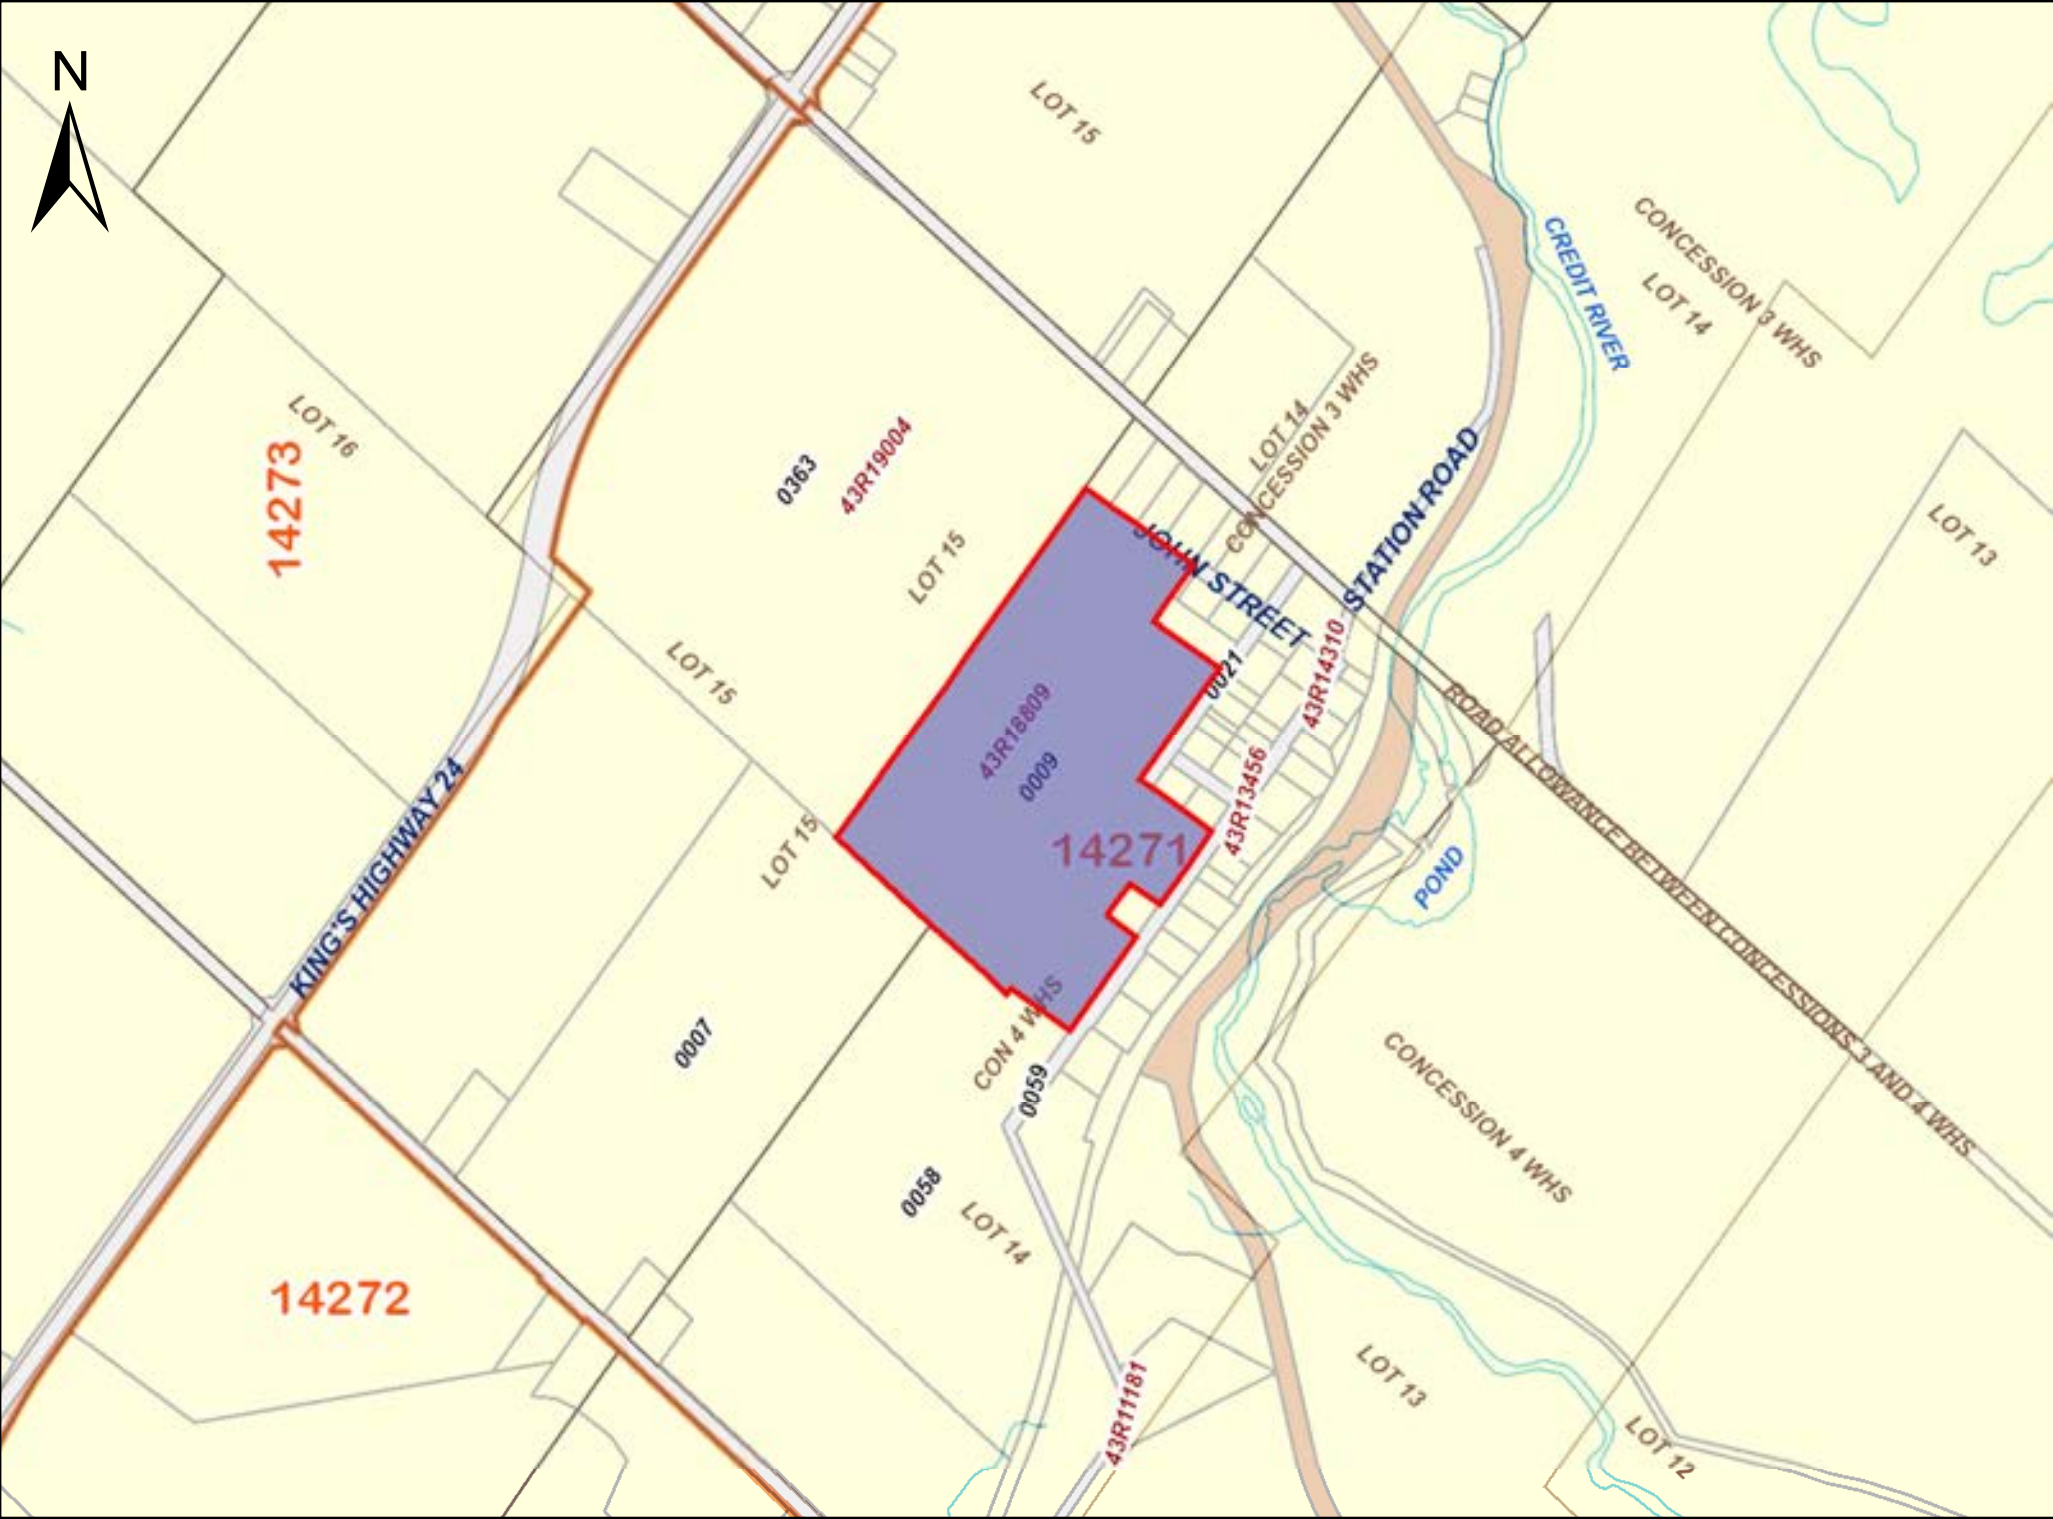 N
LOT 15
CREDIT RIVER
CONCESSION 3 WHS
LOT 14
LOT 16
14273
0363
43R19004
LOT 14
CONCESSION 3 WHS
STATION ROAD
LOT 13
LOT 15
JOHN STREET
LOT 15
0021
43R14310
43R18809
0009
ROAD ALLOWANCE BETWEEN CONCESSIONS 3 AND 4 WHS
KING'S HIGHWAY 24
43R13456
14271
LOT 15
POND
CON 4 WHS
0007
0059
CONCESSION 4 WHS
0058
LOT 14
14272
LOT 13
43R11181
LOT 12